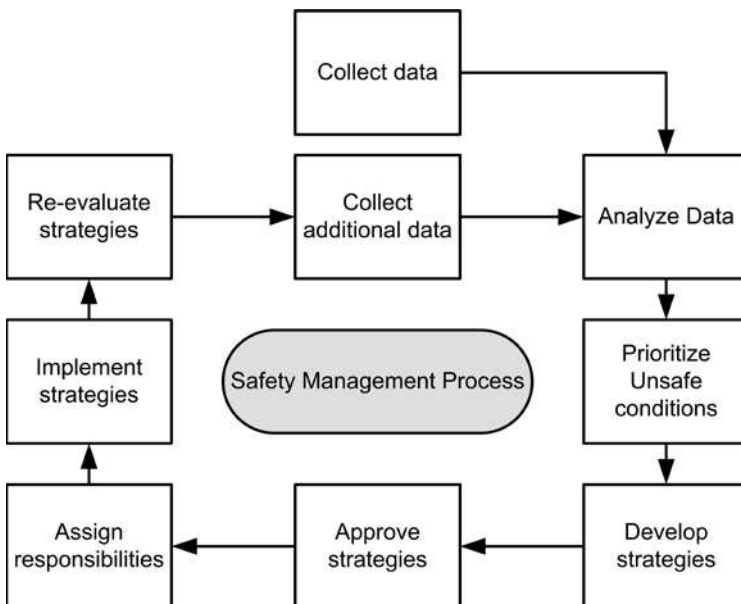 Collect data
Re-evaluate
strategies
Collect
additional data
Analyze Data
Implement
strategies
Safety Management Process
Prioritize
Unsafe
conditions
Assign
responsibilities
Approve
strategies
Develop
strategies